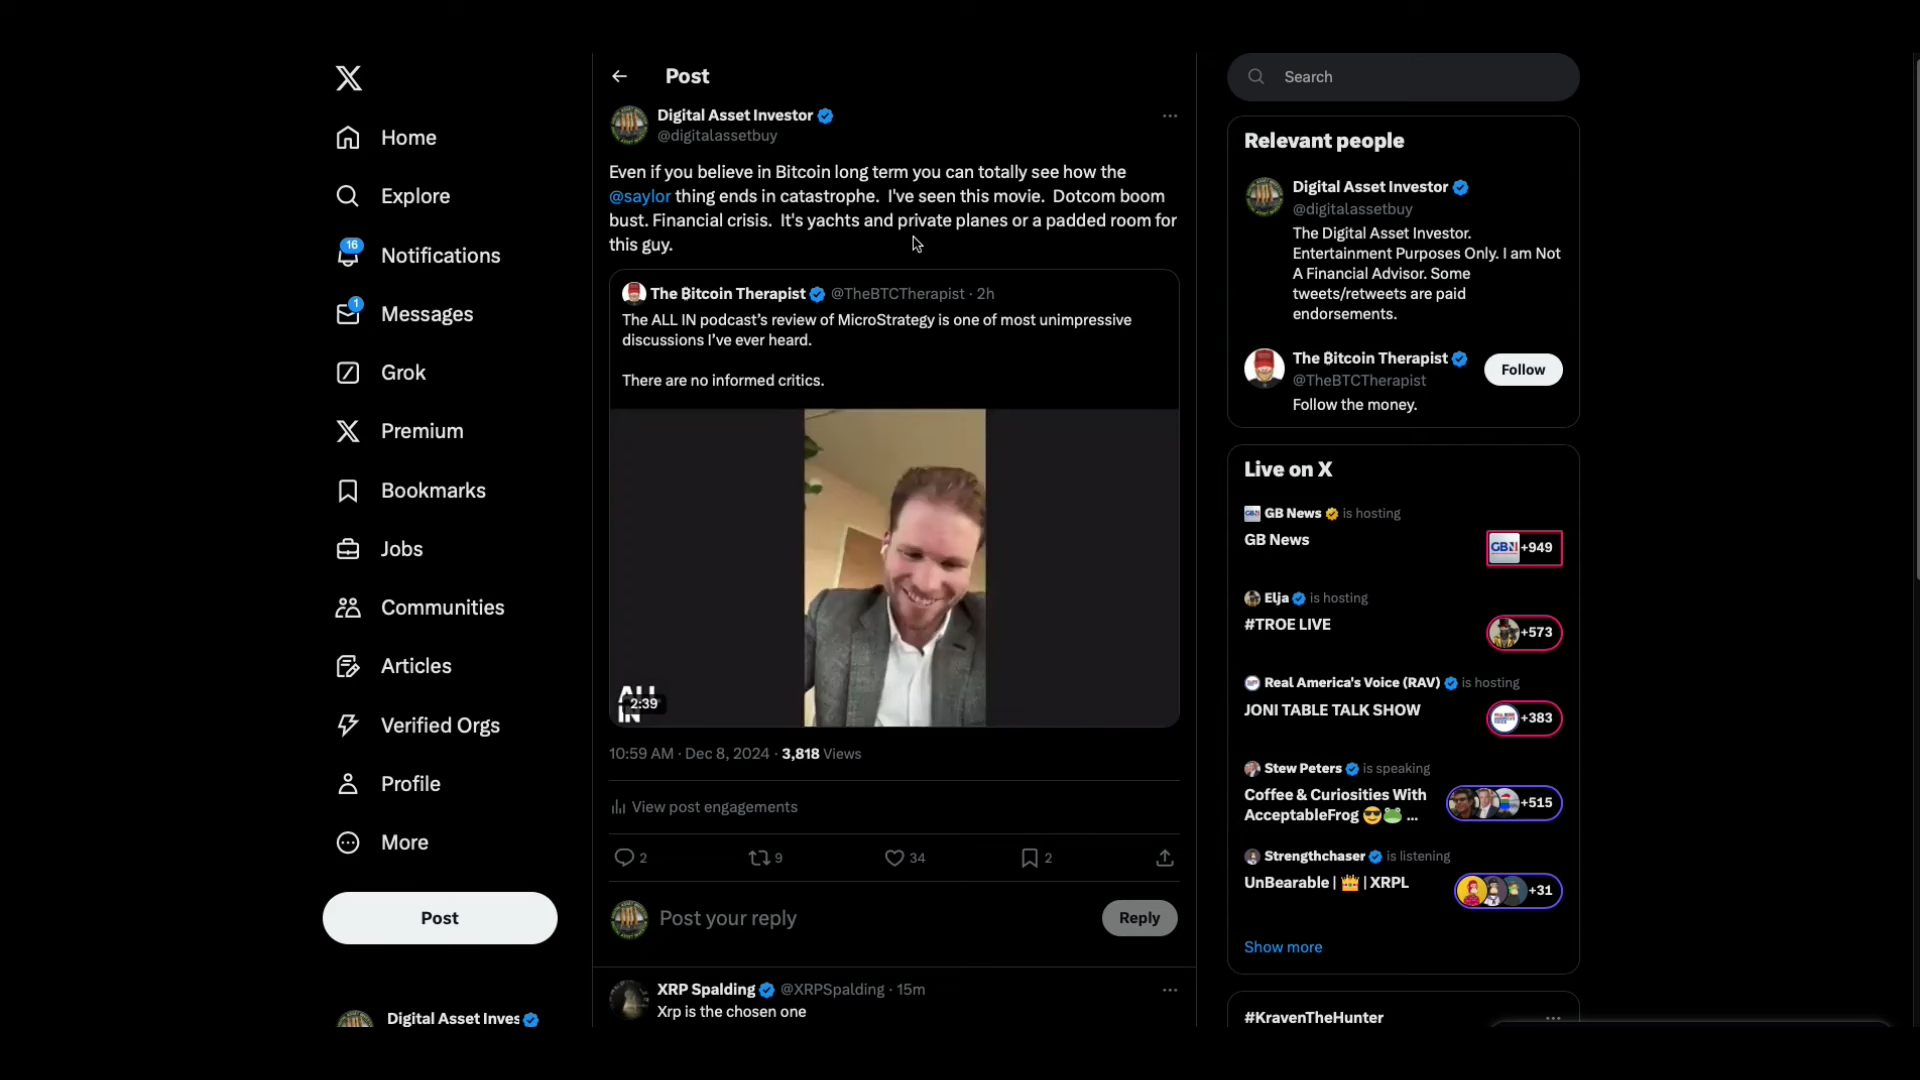 Home
Explore
16
Notifications
1
Messages
Grok
Premium
Bookmarks
Jobs
Communities
Articles
Verified Orgs
Profile
More
Post
Digital Asset Inves
Post
Digital Asset Investor
@digitalassetbuy
Even if you believe in Bitcoin long term you can totally see how the
@saylor thing ends in catastrophe. I've seen this movie. Dotcom boom
bust. Financial crisis. It's yachts and private planes or a padded room for
this guy.
The ₿itcoin Therapist @TheBTCTherapist · 2h
The ALL IN podcast’s review of MicroStrategy is one of most unimpressive
discussions I’ve ever heard.
There are no informed critics.
ALL
IN
2:39
10:59 AM · Dec 8, 2024 · 3,818 Views
View post engagements
2 9 34 2
Post your reply
Reply
XRP Spalding @XRPSpalding · 15m
Xrp is the chosen one
Search
Relevant people
Digital Asset Investor
@digitalassetbuy
The Digital Asset Investor.
Entertainment Purposes Only. I am Not
A Financial Advisor. Some
tweets/retweets are paid
endorsements.
The ₿itcoin Therapist
@TheBTCTherapist
Follow
Follow the money.
Live on X
GB News is hosting
GB News
GBN +949
Elja is hosting
#TROE LIVE
+573
Real America's Voice (RAV) is hosting
JONI TABLE TALK SHOW
+383
Stew Peters is speaking
Coffee & Curiosities With
AcceptableFrog 😎🐸 ...
+515
Strengthchaser is listening
UnBearable | 👑 | XRPL
+31
Show more
#KravenTheHunter